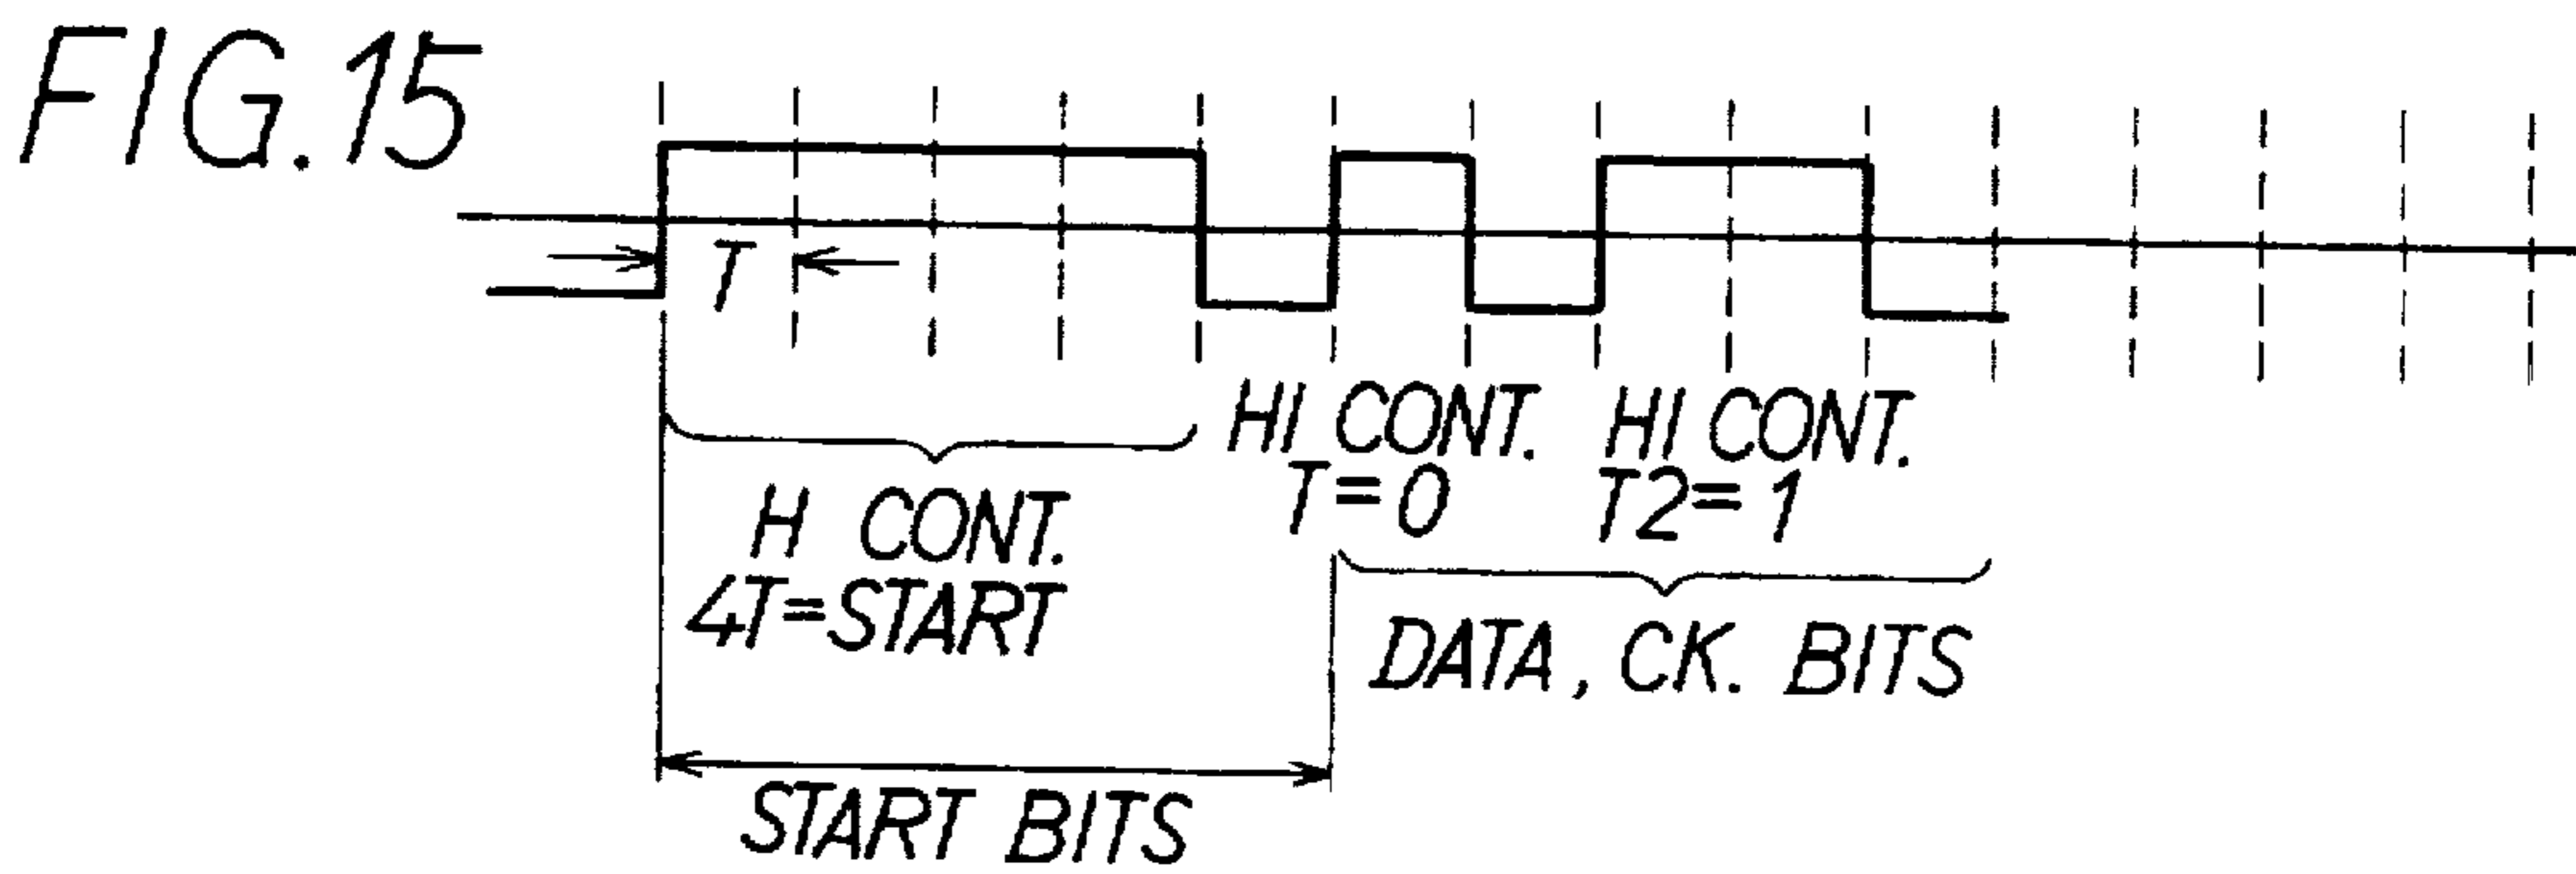 FIG.15
T
HI CONT.
T=0
HI CONT.
T2=1
H CONT.
4T=START
DATA, CK. BITS
START BITS